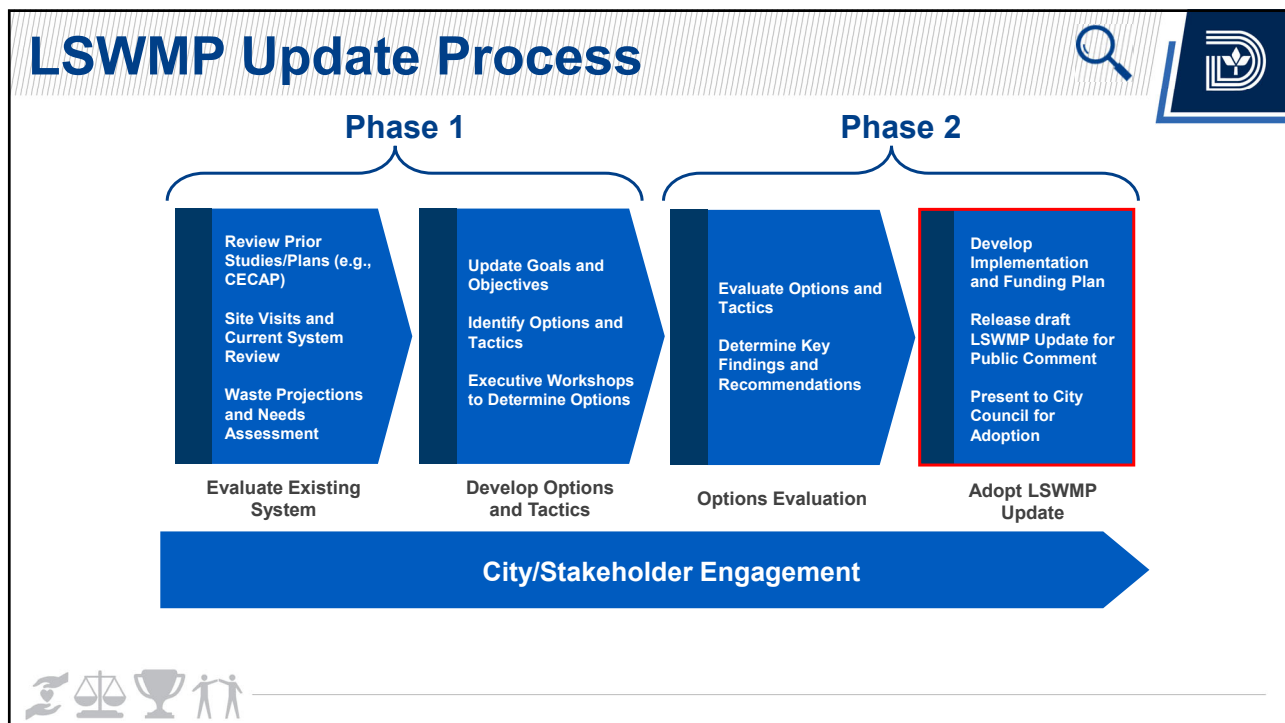 LSWMP Update Process
Phase 1
Phase 2
Review Prior
Studies/Plans (e.g.,
CECAP)
Site Visits and
Current System
Review
Waste Projections
and Needs
Assessment
Update Goals and
Objectives
Identify Options and
Tactics
Executive Workshops
to Determine Options
Evaluate Options and
Tactics
Determine Key
Findings and
Recommendations
Develop
Implementation
and Funding Plan
Release draft
LSWMP Update for
Public Comment
Present to City
Council for
Adoption
Evaluate Existing
System
Develop Options
and Tactics
Options Evaluation
Adopt LSWMP
Update
City/Stakeholder Engagement